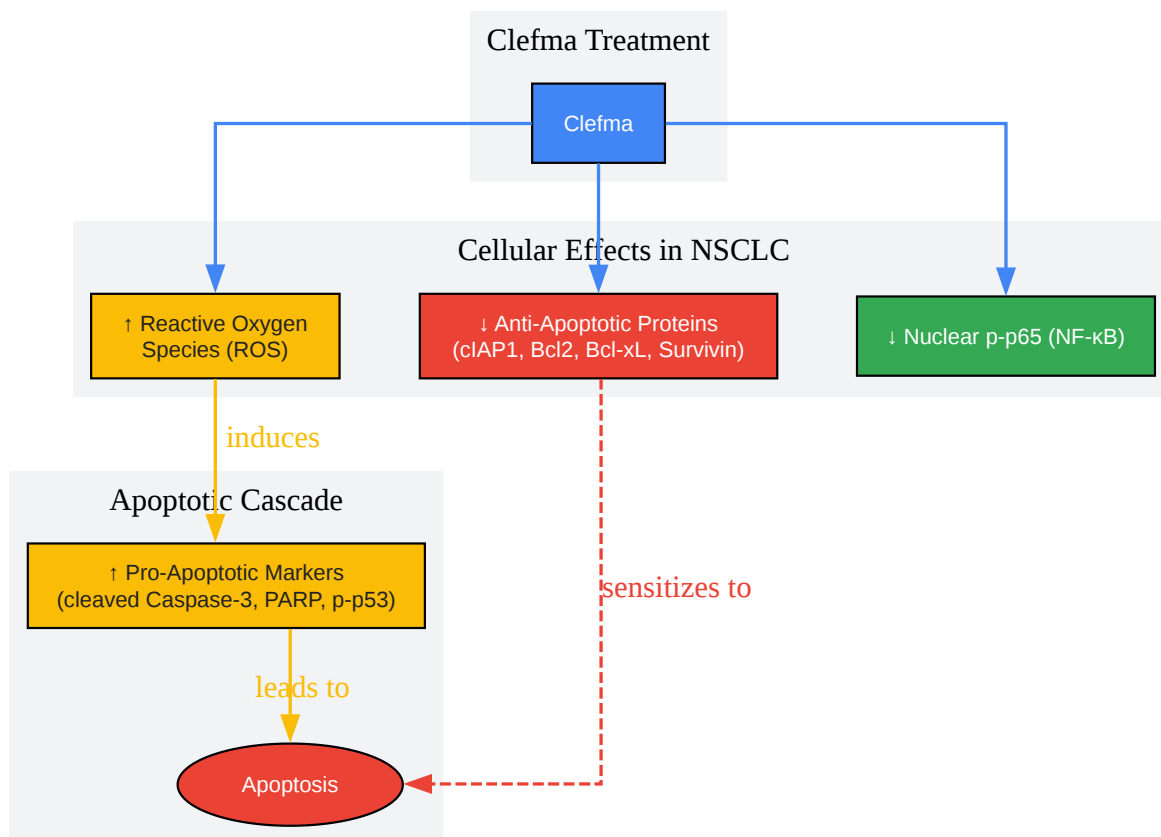 Clefma Treatment
Clefma
Cellular Effects in NSCLC
↑ Reactive Oxygen
Species (ROS)
↓ Anti-Apoptotic Proteins
(cIAP1, Bcl2, Bcl-xL, Survivin)
↓ Nuclear p-p65 (NF-κB)
induces
Apoptotic Cascade
↑ Pro-Apoptotic Markers
(cleaved Caspase-3, PARP, p-p53)
sensitizes to
leads to
Apoptosis